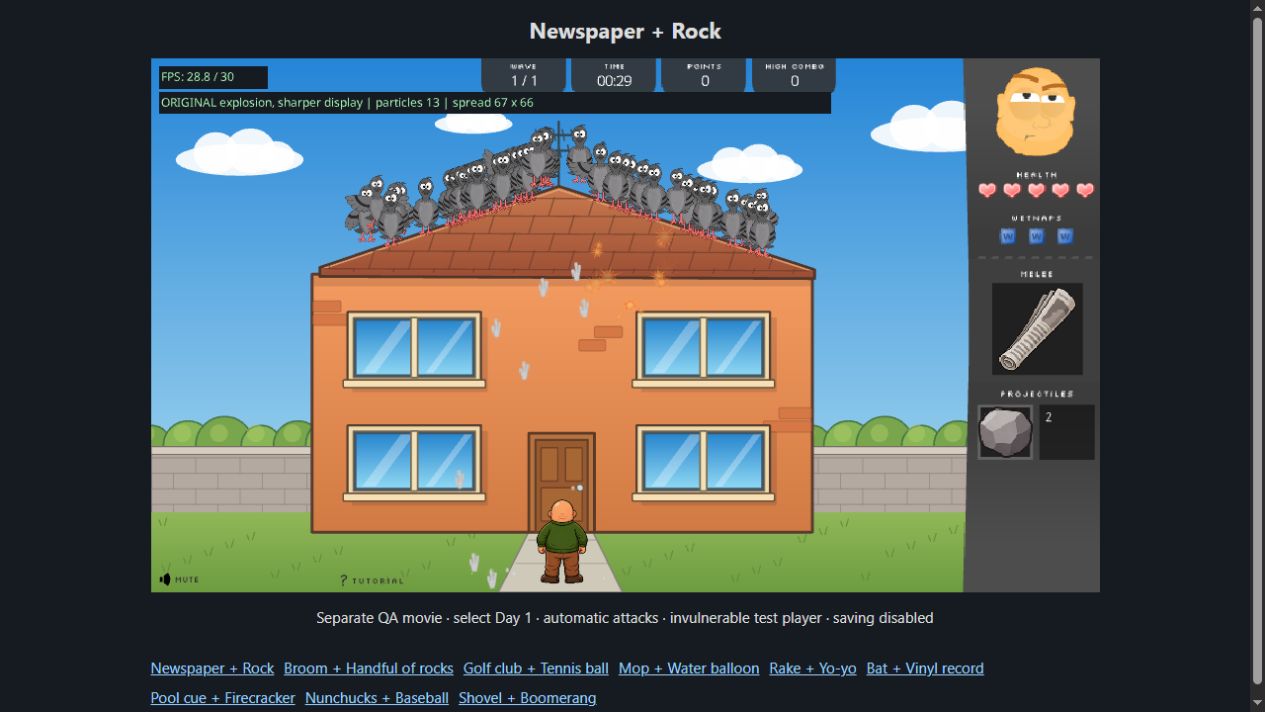 Newspaper + Rock
FPS: 28.8 / 30
WAVE
1 / 1
TIME
00:29
POINTS
0
HIGH COMBO
0
ORIGINAL explosion, sharper display | particles 13 | spread 67 x 66
HEALTH
WETNAPS
W W W
MELEE
PROJECTILES
2
MUTE
? TUTORIAL
Separate QA movie · select Day 1 · automatic attacks · invulnerable test player · saving disabled
Newspaper + Rock Broom + Handful of rocks Golf club + Tennis ball Mop + Water balloon Rake + Yo-yo Bat + Vinyl record
Pool cue + Firecracker Nunchucks + Baseball Shovel + Boomerang